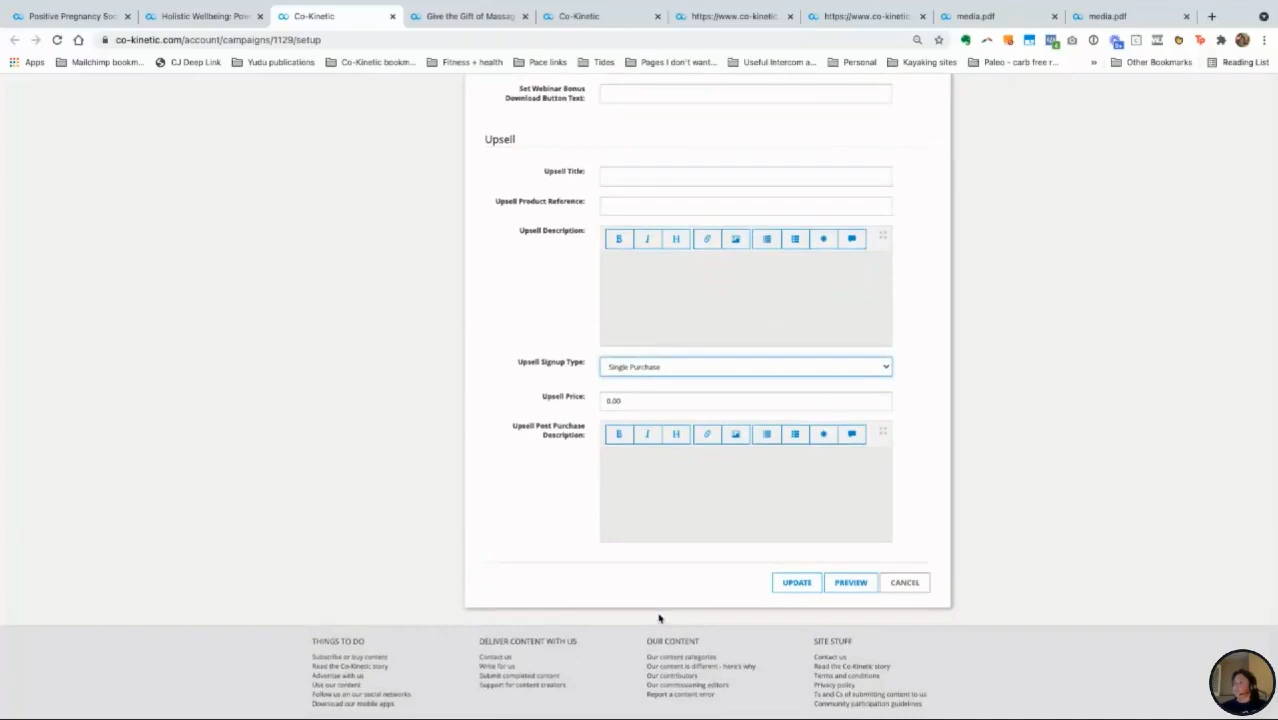 Positive Pregnancy Soc
Holistic Wellbeing: Pow
Co-Kinetic
Give the Gift of Massag
Co-Kinetic
https://www.co-kinetic.
https://www.co-kinetic.
media.pdf
media.pdf
co-kinetic.com/account/campaigns/1129/setup
Apps
Mailchimp bookm...
CJ Deep Link
Yudu publications
Co-Kinetic bookm...
Fitness + health
Pace links
Tides
Pages I don't want...
Useful Intercom a...
Personal
Kayaking sites
Paleo - carb free r...
»
Other Bookmarks
Reading List
Set Webinar Bonus
Download Button Text:
Upsell
Upsell Title:
Upsell Product Reference:
Upsell Description:
B I H
Upsell Signup Type:
Single Purchase
Upsell Price:
0.00
Upsell Post Purchase
Description:
B I H
UPDATE
PREVIEW
CANCEL
THINGS TO DO
Subscribe or buy content
Read the Co-Kinetic story
Advertise with us
Use our content
Follow us on our social networks
Download our mobile apps
DELIVER CONTENT WITH US
Contact us
Write for us
Submit completed content
Support for content creators
OUR CONTENT
Our content categories
Our content is different - here's why
Our contributors
Our commissioning editors
Report a content error
SITE STUFF
Contact us
Read the Co-Kinetic story
Terms and conditions
Privacy policy
Ts and Cs of submitting content to us
Community participation guidelines